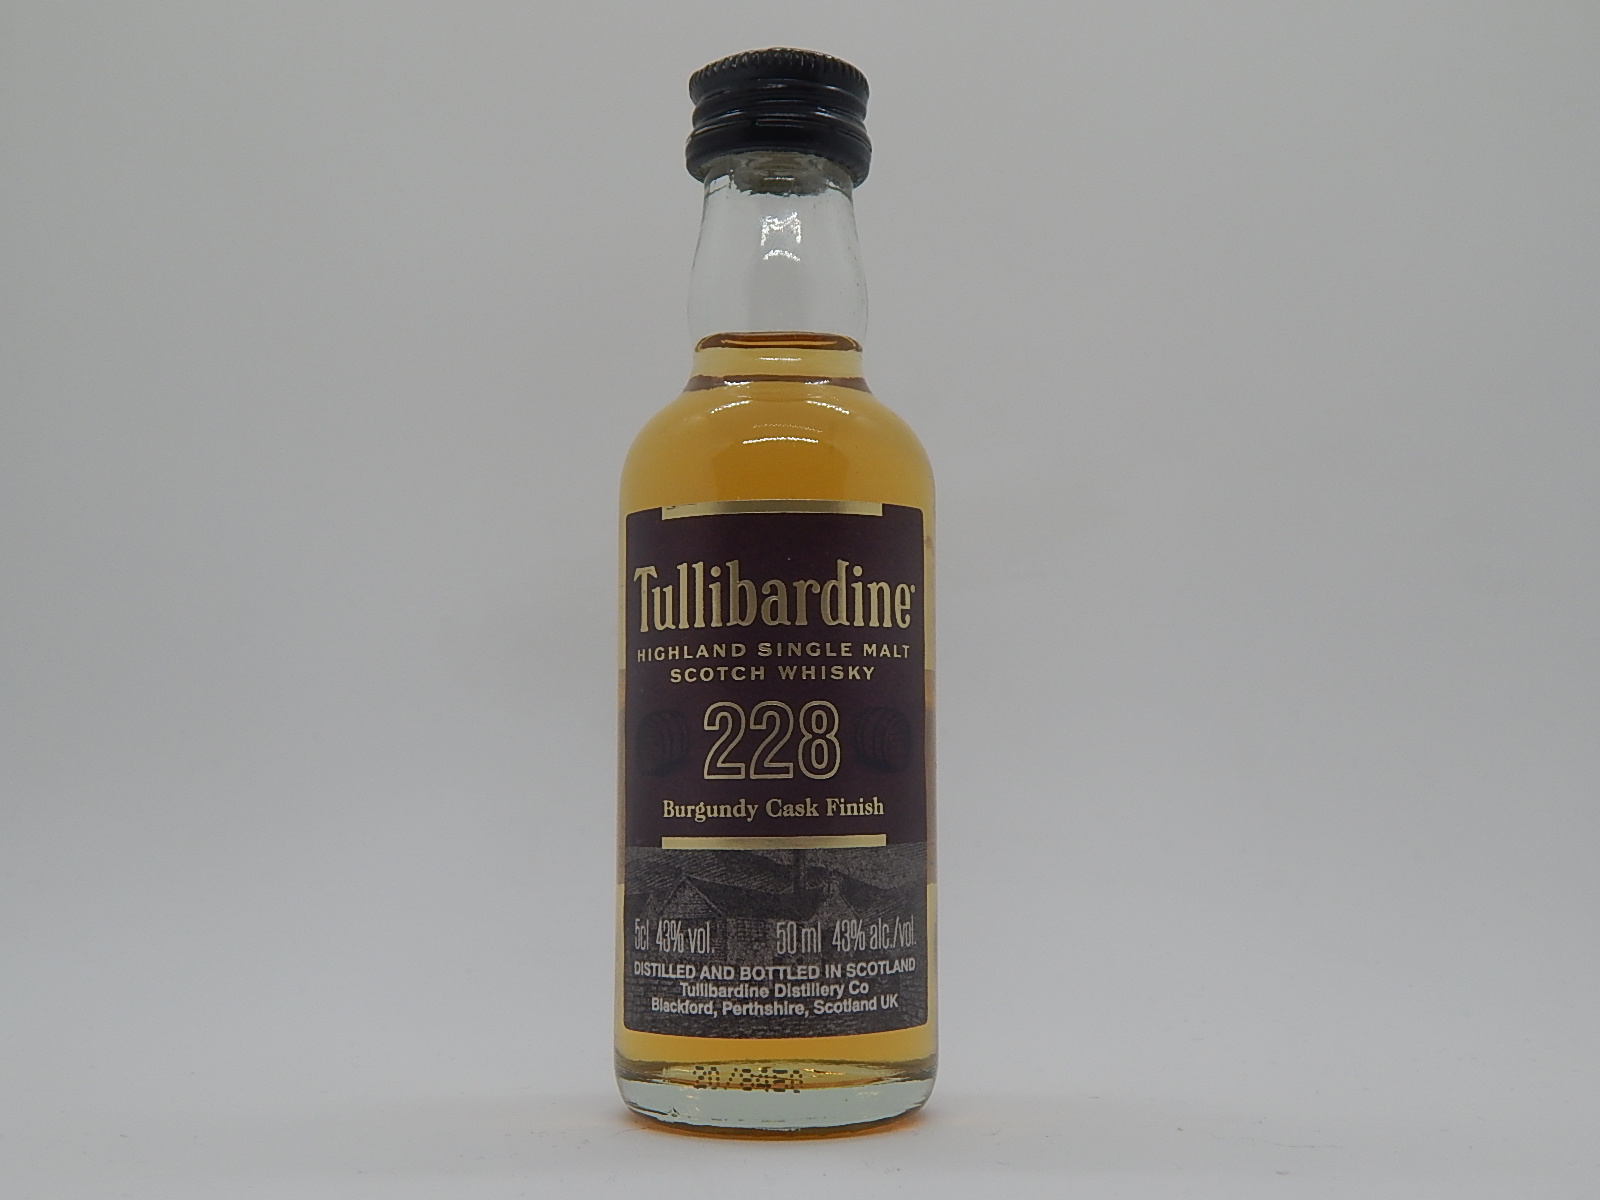 Tullibardine
HIGHLAND SINGLE MALT
SCOTCH WHISKY
228
Burgundy Cask Finish
5cl 43% vol. 50 ml 43% alc./vol.
DISTILLED AND BOTTLED IN SCOTLAND
Tullibardine Distillery Co
Blackford, Perthshire, Scotland UK